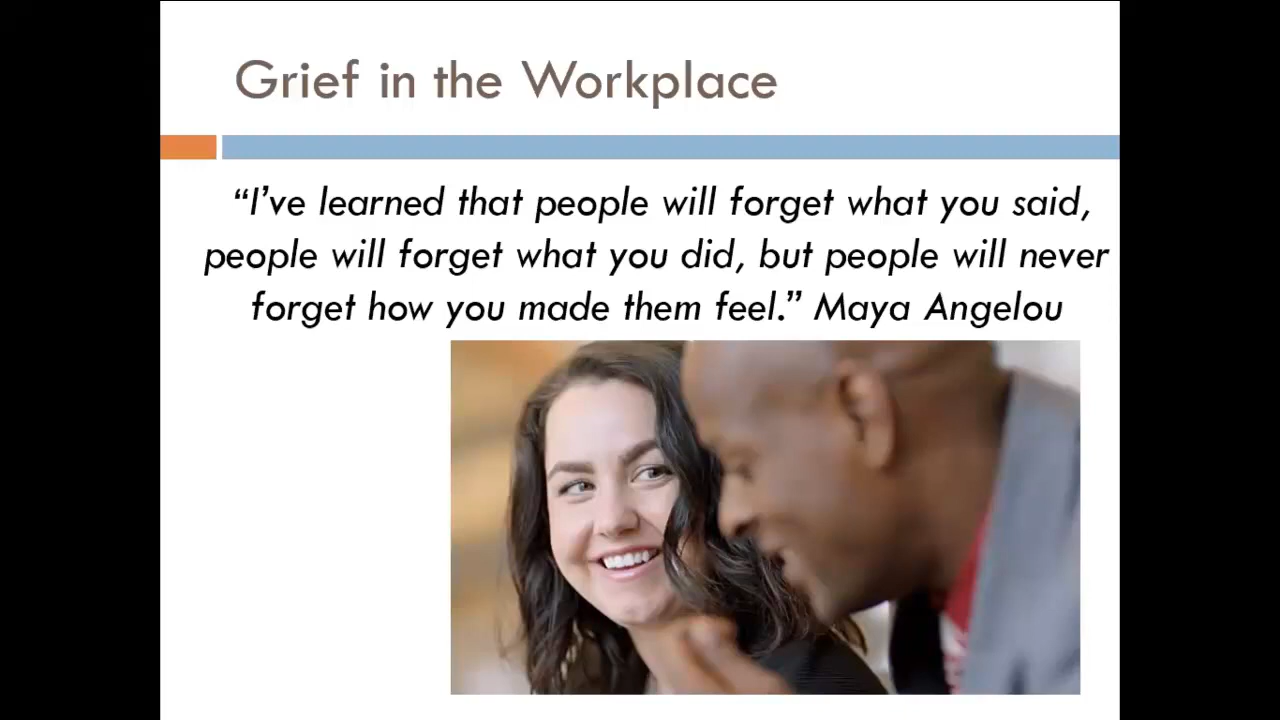 Grief in the Workplace
“I’ve learned that people will forget what you said,
people will forget what you did, but people will never
forget how you made them feel.” Maya Angelou